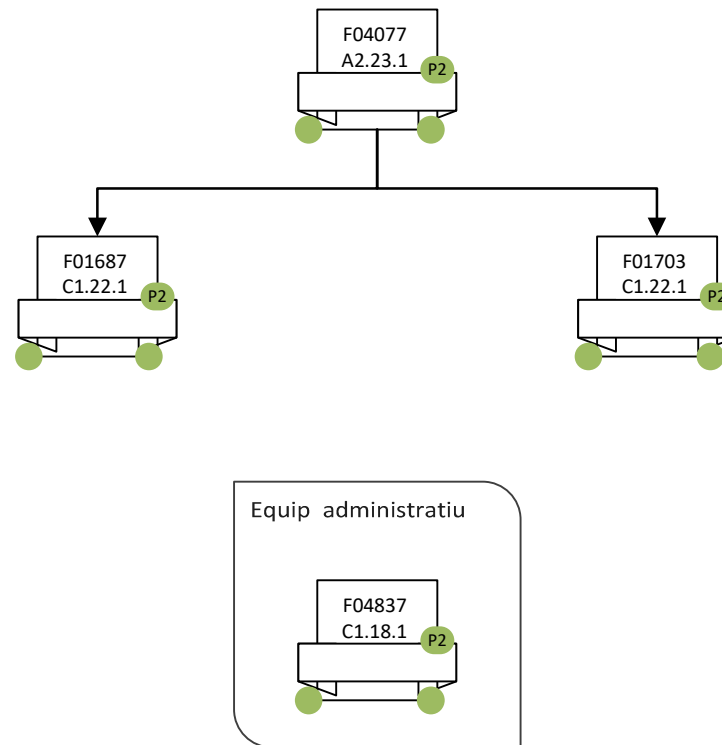 F04077
A2.23.1
P2
F01687
C1.22.1
P2
F01703
C1.22.1
P2
Equip administratiu
F04837
C1.18.1
P2